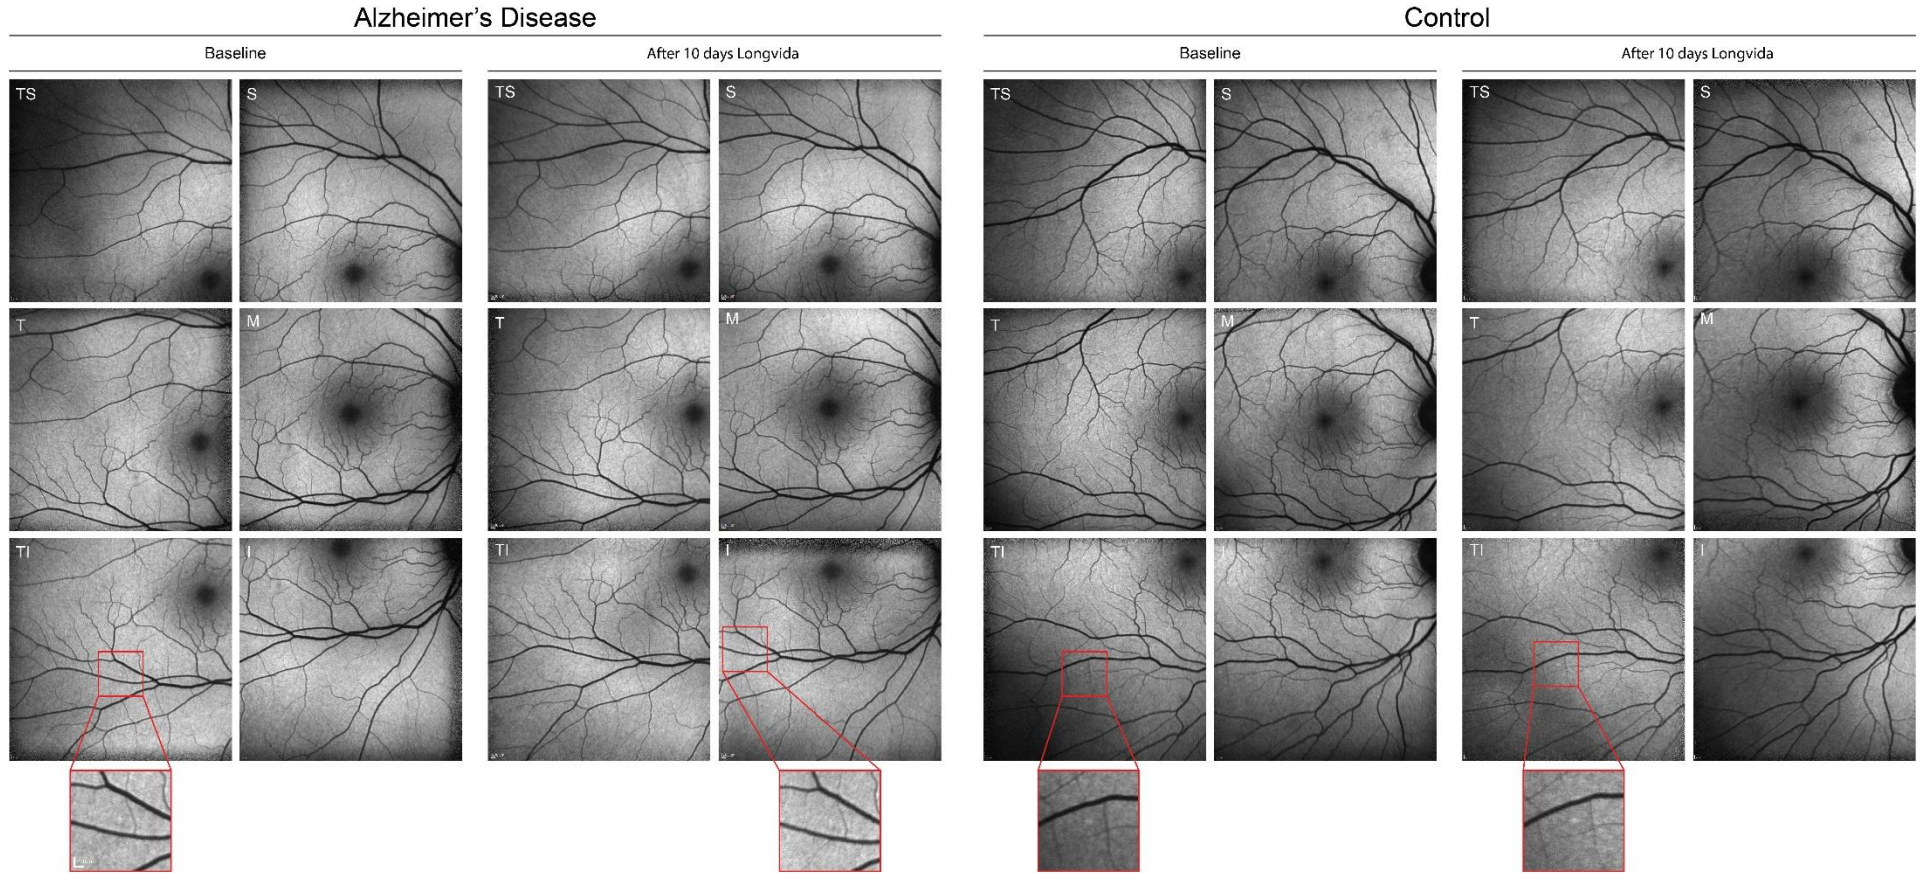 Alzheimer's Disease
Control
Baseline
After 10 days Longvida
Baseline
After 10 days Longvida
TS
S
TS
S
TS
S
TS
S
T
M
T
M
T
M
T
M
TI
I
TI
I
TI
I
TI
I